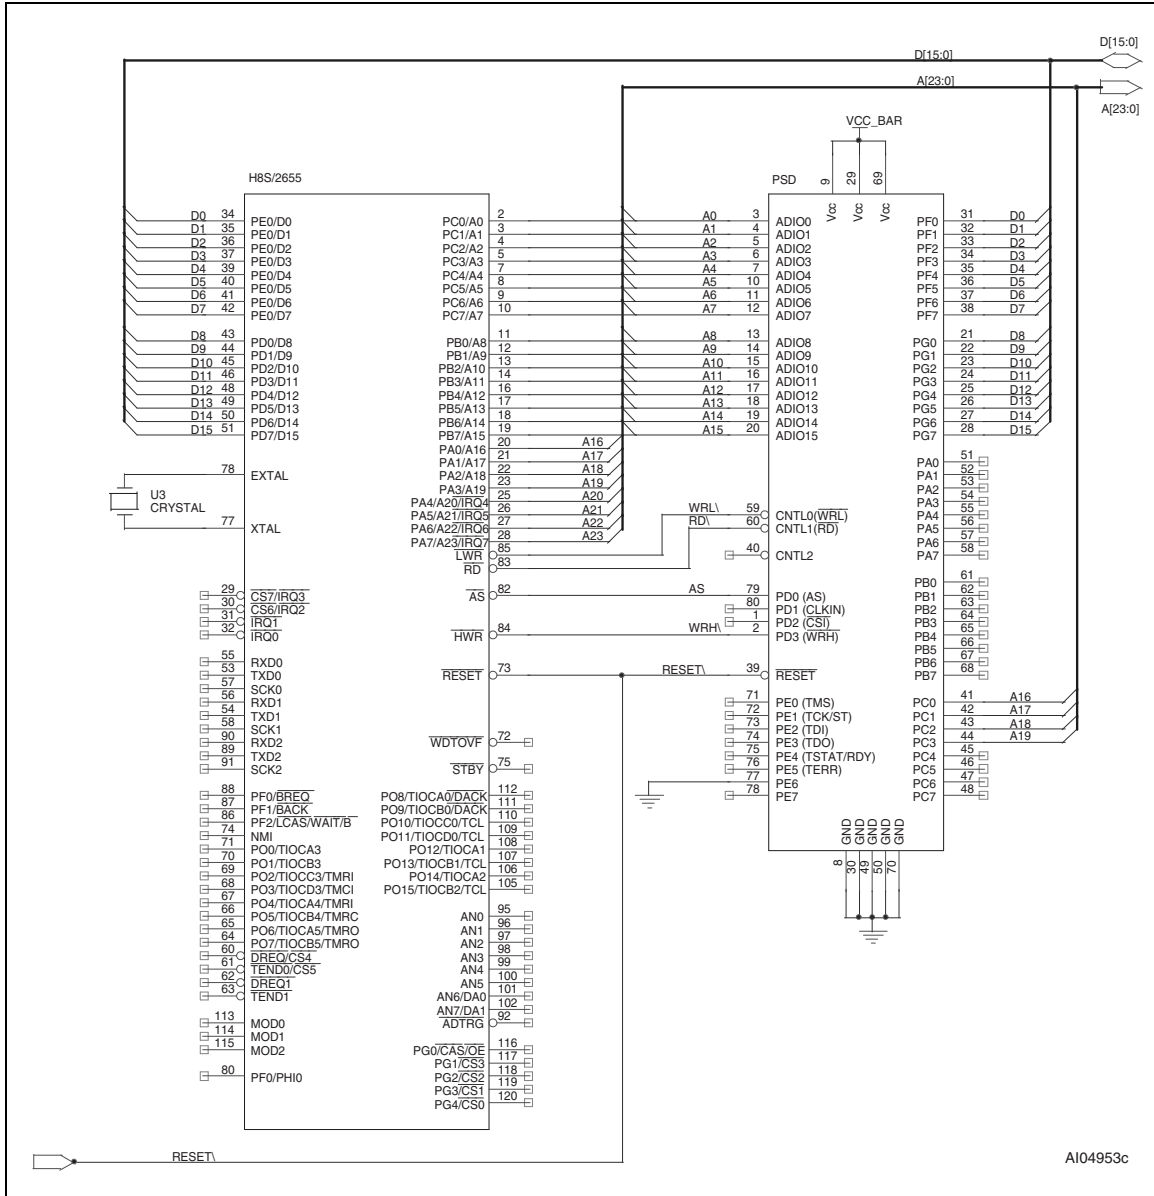 D[15:0]
D[15:0]
A[23:0]
A[23:0]
VCC_BAR
H8S/2655
PSD
9 29 69
Vcc Vcc Vcc
D0 34 PE0/D0 PC0/A0 2 A0 3 ADIO0 PF0 31 D0
D1 35 PE0/D1 PC1/A1 3 A1 4 ADIO1 PF1 32 D1
D2 36 PE0/D2 PC2/A2 4 A2 5 ADIO2 PF2 33 D2
D3 37 PE0/D3 PC3/A3 5 A3 6 ADIO3 PF3 34 D3
D4 39 PE0/D4 PC4/A4 7 A4 7 ADIO4 PF4 35 D4
D5 40 PE0/D5 PC5/A5 8 A5 10 ADIO5 PF5 36 D5
D6 41 PE0/D6 PC6/A6 9 A6 11 ADIO6 PF6 37 D6
D7 42 PE0/D7 PC7/A7 10 A7 12 ADIO7 PF7 38 D7
D8 43 PD0/D8 PB0/A8 11 A8 13 ADIO8 PG0 21 D8
D9 44 PD1/D9 PB1/A9 12 A9 14 ADIO9 PG1 22 D9
D10 45 PD2/D10 PB2/A10 13 A10 15 ADIO10 PG2 23 D10
D11 46 PD3/D11 PB3/A11 14 A11 16 ADIO11 PG3 24 D11
D12 48 PD4/D12 PB4/A12 16 A12 17 ADIO12 PG4 25 D12
D13 49 PD5/D13 PB5/A13 17 A13 18 ADIO13 PG5 26 D13
D14 50 PD6/D14 PB6/A14 18 A14 19 ADIO14 PG6 27 D14
D15 51 PD7/D15 PB7/A15 19 A15 20 ADIO15 PG7 28 D15
PA0/A16 20 A16
PA1/A17 21 A17 PA0 51
78 EXTAL PA2/A18 22 A18 PA1 52
PA3/A19 23 A19 PA2 53
U3 PA4/A20/IRQ4 25 A20 PA3 54
CRYSTAL PA5/A21/IRQ5 26 A21 WRL\ 59 CNTL0(WRL) PA4 55
77 XTAL PA6/A22/IRQ6 27 A22 RD\ 60 CNTL1(RD) PA5 56
PA7/A23/IRQ7 28 A23 PA6 57
LWR 85 40 CNTL2 PA7 58
RD 83
PB0 61
29 CS7/IRQ3 AS 82 AS 79 PD0 (AS) PB1 62
30 CS6/IRQ2 80 PD1 (CLKIN) PB2 63
31 IRQ1 1 PD2 (CSI) PB3 64
32 IRQ0 HWR 84 WRH\ 2 PD3 (WRH) PB4 65
PB5 66
55 RXD0 PB6 67
53 TXD0 RESET 73 RESET\ 39 RESET PB7 68
57 SCK0
56 RXD1 71 PE0 (TMS) PC0 41 A16
54 TXD1 72 PE1 (TCK/ST) PC1 42 A17
58 SCK1 73 PE2 (TDI) PC2 43 A18
90 RXD2 WDTOVF 72 74 PE3 (TDO) PC3 44 A19
89 TXD2 75 PE4 (TSTAT/RDY) PC4 45
91 SCK2 STBY 75 76 PE5 (TERR) PC5 46
77 PE6 PC6 47
88 PF0/BREQ PO8/TIOCA0/DACK 112 78 PE7 PC7 48
87 PF1/BACK PO9/TIOCB0/DACK 111
86 PF2/LCAS/WAIT/B PO10/TIOCC0/TCL 110
74 NMI PO11/TIOCD0/TCL 109 GND GND GND GND GND
71 PO0/TIOCA3 PO12/TIOCA1 108
70 PO1/TIOCB3 PO13/TIOCB1/TCL 107 8 30 49 50 70
69 PO2/TIOCC3/TMRI PO14/TIOCA2 106
68 PO3/TIOCD3/TMCI PO15/TIOCB2/TCL 105
67 PO4/TIOCA4/TMRI
66 PO5/TIOCB4/TMRC AN0 95
65 PO6/TIOCA5/TMRO AN1 96
64 PO7/TIOCB5/TMRO AN2 97
60 DREQ/CS4 AN3 98
61 TEND0/CS5 AN4 99
62 DREQ1 AN5 100
63 TEND1 AN6/DA0 101
AN7/DA1 102
113 MOD0 ADTRG 92
114 MOD1
115 MOD2 PG0/CAS/OE 116
PG1/CS3 117
80 PF0/PHI0 PG2/CS2 118
PG3/CS1 119
PG4/CS0 120
RESET\
AI04953c